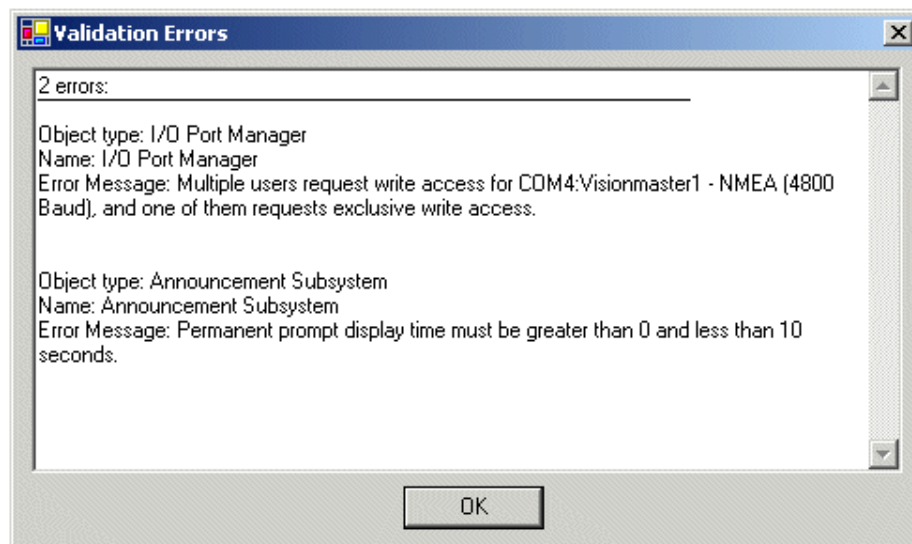 Validation Errors
2 errors:
Object type: I/O Port Manager
Name: I/O Port Manager
Error Message: Multiple users request write access for COM4:Visionmaster1 - NMEA (4800
Baud), and one of them requests exclusive write access.
Object type: Announcement Subsystem
Name: Announcement Subsystem
Error Message: Permanent prompt display time must be greater than 0 and less than 10
seconds.
OK